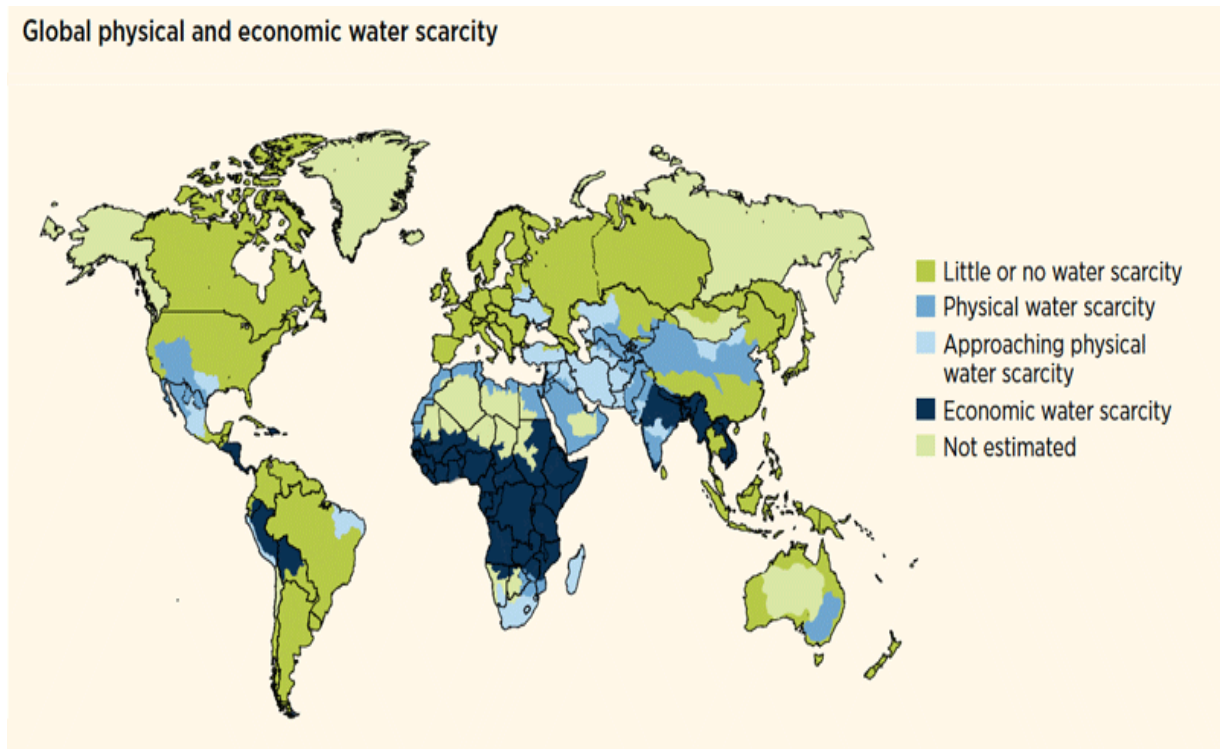 Global physical and economic water scarcity
Little or no water scarcity
Physical water scarcity
Approaching physical
water scarcity
Economic water scarcity
Not estimated